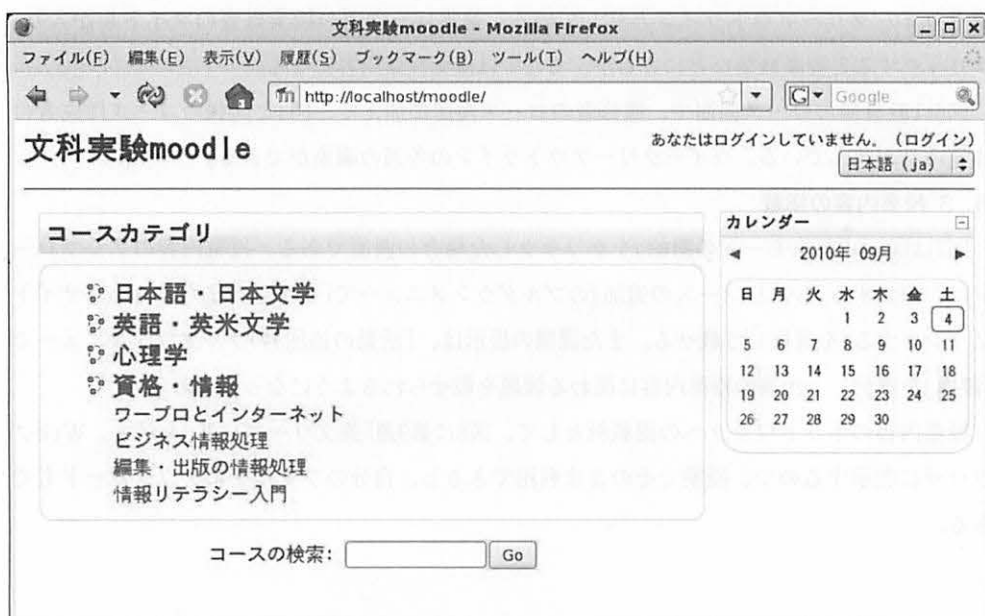 文科実験moodle - Mozilla Firefox
ファイル(F) 編集(E) 表示(V) 履歴(S) ブックマーク(B) ツール(T) ヘルプ(H)
http://localhost/moodle/
Google
文科実験moodle
あなたはログインしていません。 (ログイン)
日本語 (ja)
コースカテゴリ
日本語・日本文学
英語・英米文学
心理学
資格・情報
ワープロとインターネット
ビジネス情報処理
編集・出版の情報処理
情報リテラシー入門
コースの検索:
Go
カレンダー
2010年 09月
日 月 火 水 木 金 土
1 2 3 4
5 6 7 8 9 10 11
12 13 14 15 16 17 18
19 20 21 22 23 24 25
26 27 28 29 30